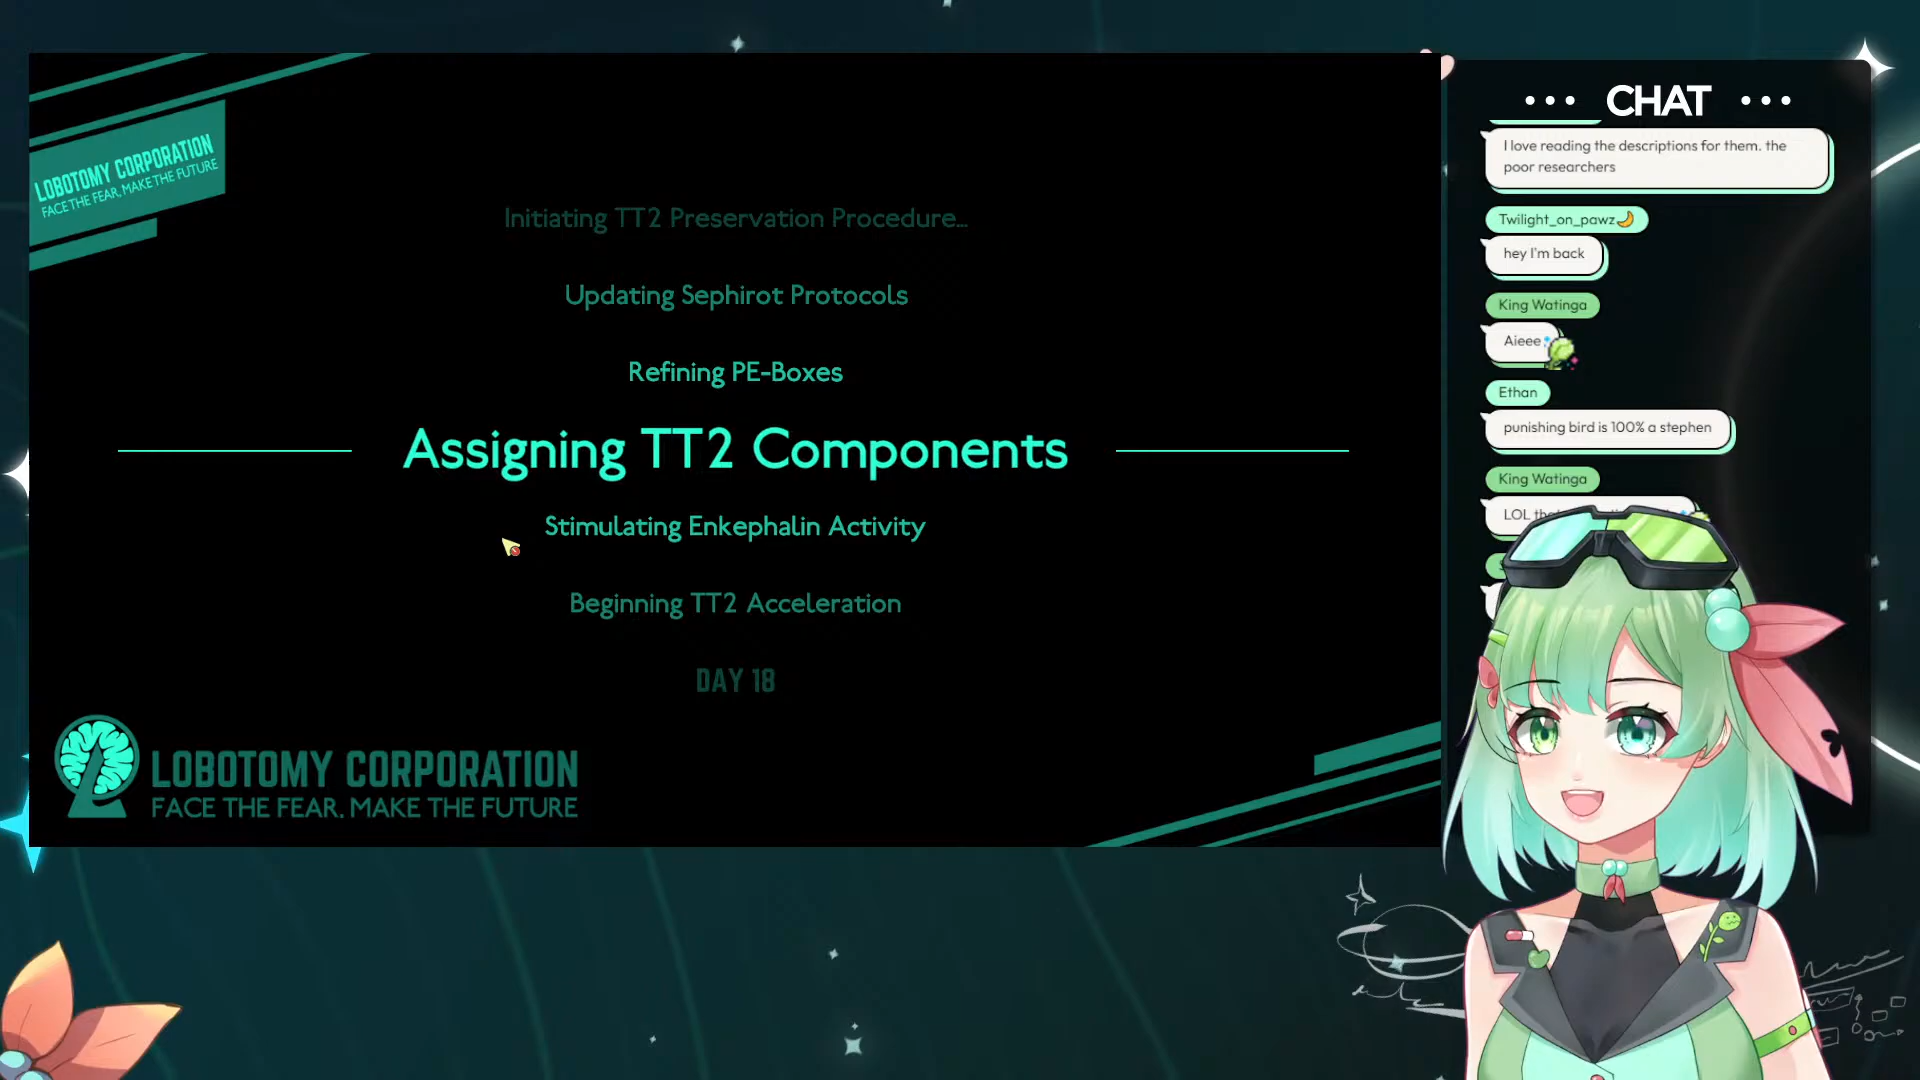 LOBOTOMY CORPORATION
FACE THE FEAR, MAKE THE FUTURE
Initiating TT2 Preservation Procedure...
Updating Sephirot Protocols
Refining PE-Boxes
Assigning TT2 Components
Stimulating Enkephalin Activity
Beginning TT2 Acceleration
DAY 18
LOBOTOMY CORPORATION
FACE THE FEAR, MAKE THE FUTURE
CHAT
I love reading the descriptions for them. the
poor researchers
Twilight_on_pawz🌙
hey I'm back
King Watinga
Aieee
Ethan
punishing bird is 100% a stephen
King Watinga
LOL